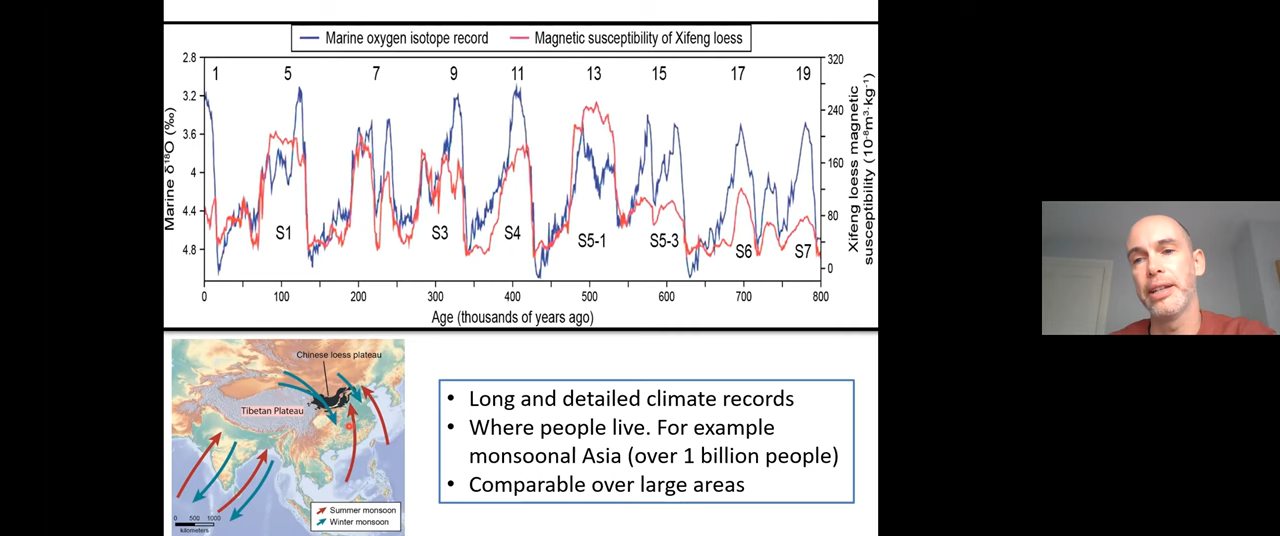 Marine oxygen isotope record
Magnetic susceptibility of Xifeng loess
2.8
3.2
3.6
4
4.4
4.8
Marine δ¹⁸O (‰)
1 5 7 9 11 13 15 17 19
S1 S3 S4 S5-1 S5-3 S6 S7
320
240
160
80
0
Xifeng loess magnetic
susceptibility (10⁻⁸m³·kg⁻¹)
0 100 200 300 400 500 600 700 800
Age (thousands of years ago)
Chinese loess plateau
Tibetan Plateau
Summer monsoon
Winter monsoon
0 500 1000
kilometers
• Long and detailed climate records
• Where people live. For example
monsoonal Asia (over 1 billion people)
• Comparable over large areas